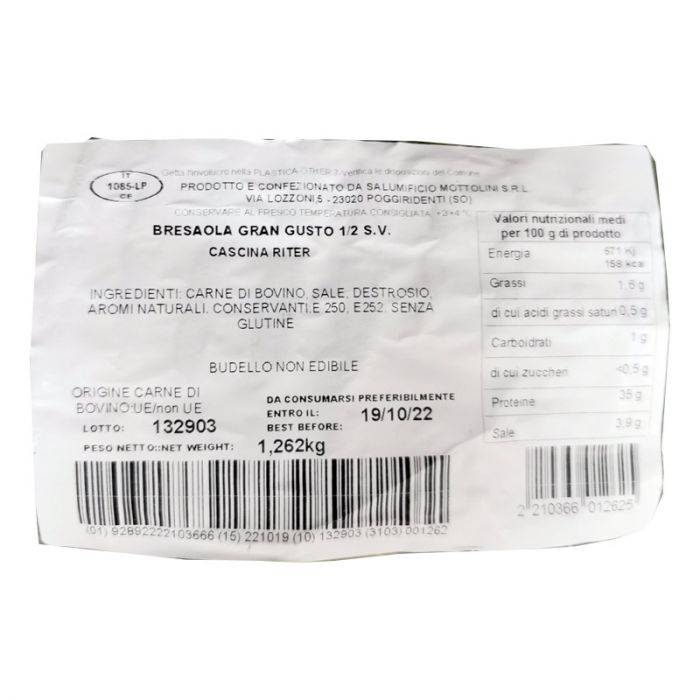 IT
1085-LP
CE
Getta l'involucro nella PLASTICA-OTHER 7-Verifica le disposizioni del Comune
PRODOTTO E CONFEZIONATO DA SALUMIFICIO MOTTOLINI S.R.L.
VIA LOZZONI,5 - 23020 POGGIRIDENTI (SO)
CONSERVARE AL FRESCO TEMPERATURA CONSIGLIATA +2/+4 °C
BRESAOLA GRAN GUSTO 1/2 S.V.
CASCINA RITER
INGREDIENTI: CARNE DI BOVINO, SALE, DESTROSIO,
AROMI NATURALI. CONSERVANTI:E 250, E252. SENZA
GLUTINE
BUDELLO NON EDIBILE
ORIGINE CARNE DI
BOVINO:UE/non UE
LOTTO: 132903
DA CONSUMARSI PREFERIBILMENTE
ENTRO IL: 19/10/22
BEST BEFORE:
PESO NETTO::NET WEIGHT: 1,262kg
(01) 92892222103666 (15) 221019 (10) 132903 (3103) 001262
Valori nutrizionali medi
per 100 g di prodotto
Energia 671 Kj
158 kcal
Grassi 1,6 g
di cui acidi grassi saturi 0,5 g
Carboidrati 1 g
di cui zuccheri <0,5 g
Proteine 35 g
Sale 3,9 g
2 210366 012625